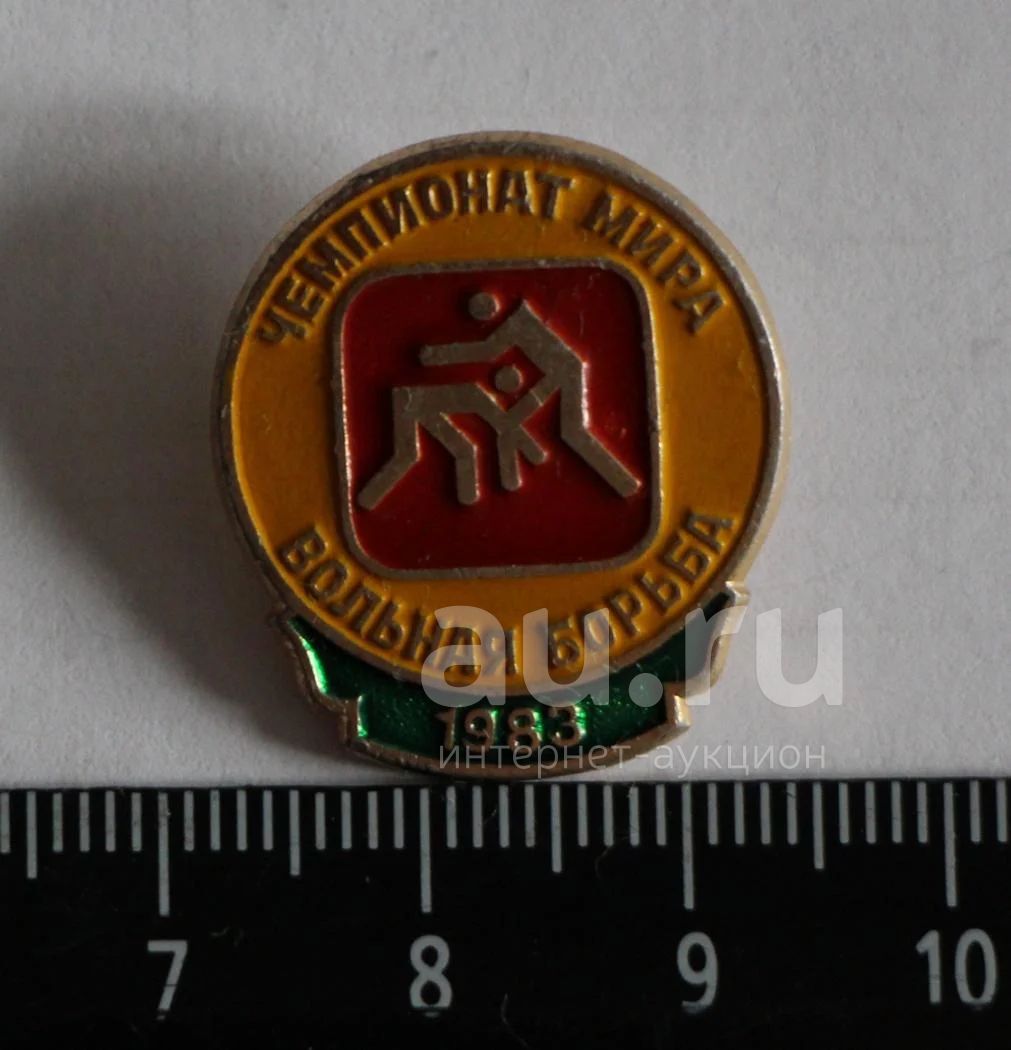 ЧЕМПИОНАТ МИРА
ВОЛЬНАЯ БОРЬБА
1983
au.ru
интернет-аукцион
7 8 9 10